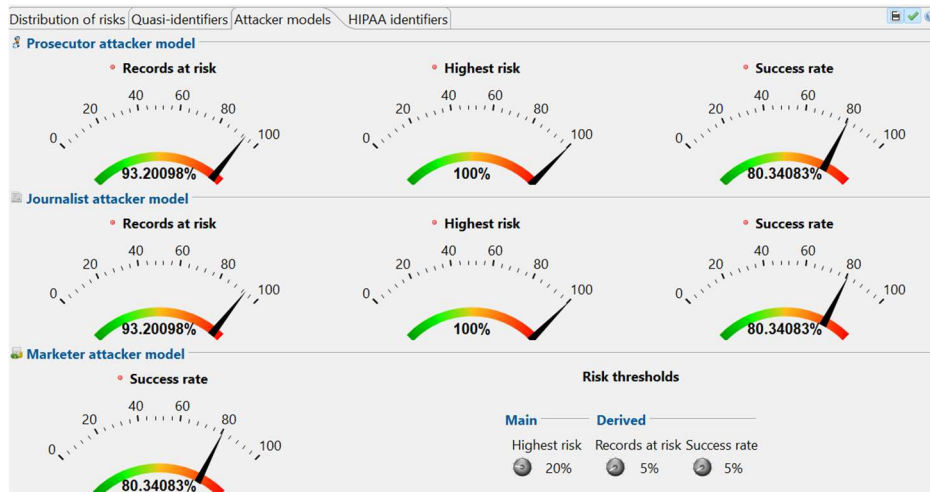 Distribution of risks Quasi-identifiers Attacker models HIPAA identifiers
Prosecutor attacker model
Records at risk Highest risk Success rate
0 20 40 60 80 100 0 20 40 60 80 100 0 20 40 60 80 100
93.20098% 100% 80.34083%
Journalist attacker model
Records at risk Highest risk Success rate
0 20 40 60 80 100 0 20 40 60 80 100 0 20 40 60 80 100
93.20098% 100% 80.34083%
Marketer attacker model
Success rate Risk thresholds
0 20 40 60 80 100
80.34083%
Main Derived
Highest risk Records at risk Success rate
20% 5% 5%